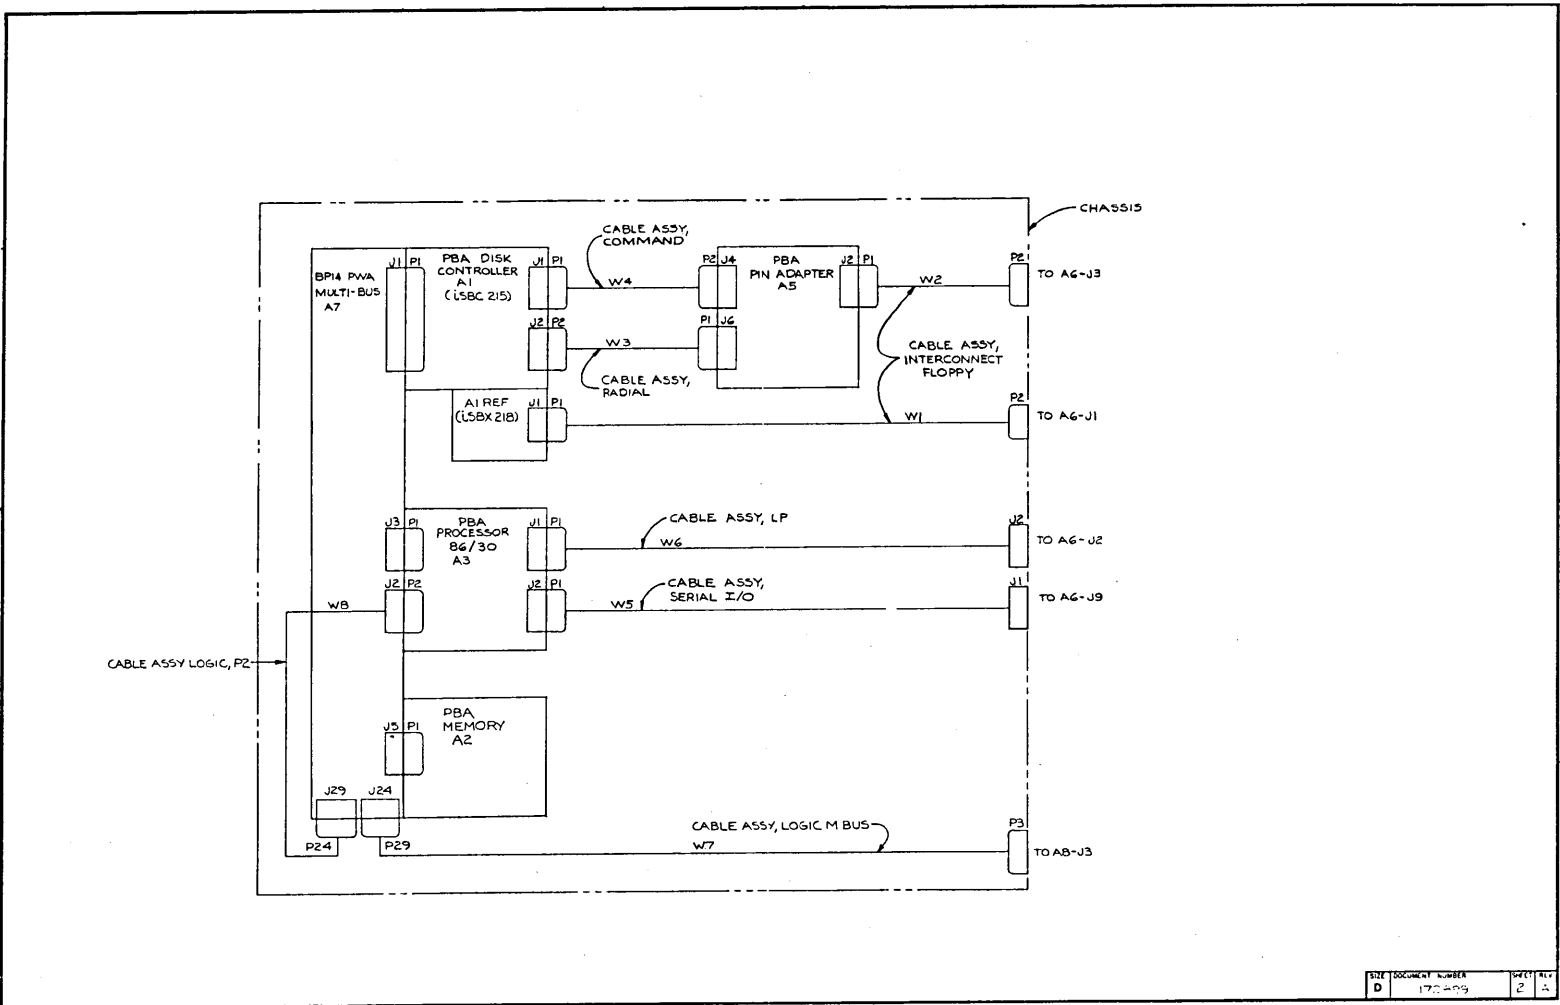 CHASSIS
CABLE ASSY,
COMMAND
J1 P1
PBA DISK
CONTROLLER
A1
(iSBC 215)
J1 P1
W4
P2 J4
PBA
PIN ADAPTER
A5
J2 P1
W2
P2
TO A6-J3
BP14 PWA
MULTI-BUS
A7
J2 P2
W3
P1 J6
CABLE ASSY,
RADIAL
CABLE ASSY,
INTERCONNECT
FLOPPY
A1 REF
(iSBX 218)
J1 P1
W1
P2
TO A6-J1
J3 P1
PBA
PROCESSOR
86/30
A3
J1 P1
CABLE ASSY, LP
W6
J2
TO A6-J2
J2 P2
W8
J2 P1
CABLE ASSY,
SERIAL I/O
W5
J1
TO A6-J9
CABLE ASSY LOGIC, P2
J5 P1
PBA
MEMORY
A2
J29 J24
P24 P29
CABLE ASSY, LOGIC M BUS
W7
P3
TO A8-J3
SIZE
D
DOCUMENT NUMBER
SHEET
2
REV
A